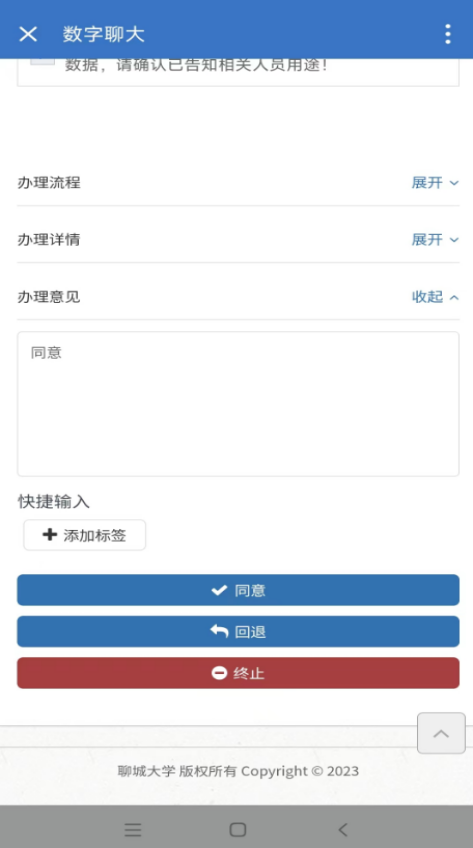 数字聊大
数据，请确认已告知相关人员用途！
办理流程 展开
办理详情 展开
办理意见 收起
同意
快捷输入
添加标签
同意
回退
终止
聊城大学 版权所有 Copyright © 2023